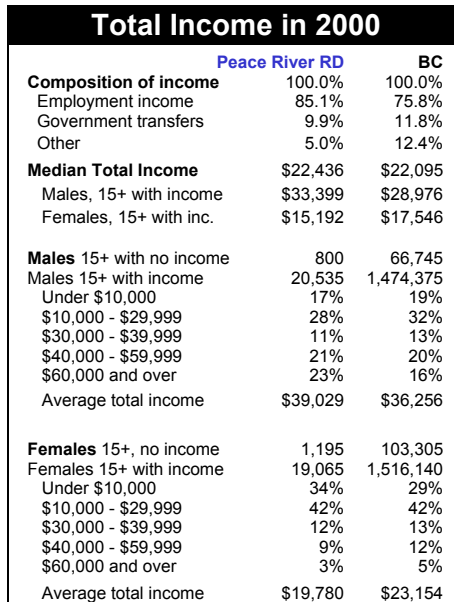 Total Income in 2000
Peace River RD BC
Composition of income 100.0% 100.0%
Employment income 85.1% 75.8%
Government transfers 9.9% 11.8%
Other 5.0% 12.4%
Median Total Income $22,436 $22,095
Males, 15+ with income $33,399 $28,976
Females, 15+ with inc. $15,192 $17,546
Males 15+ with no income 800 66,745
Males 15+ with income 20,535 1,474,375
Under $10,000 17% 19%
$10,000 - $29,999 28% 32%
$30,000 - $39,999 11% 13%
$40,000 - $59,999 21% 20%
$60,000 and over 23% 16%
Average total income $39,029 $36,256
Females 15+, no income 1,195 103,305
Females 15+ with income 19,065 1,516,140
Under $10,000 34% 29%
$10,000 - $29,999 42% 42%
$30,000 - $39,999 12% 13%
$40,000 - $59,999 9% 12%
$60,000 and over 3% 5%
Average total income $19,780 $23,154